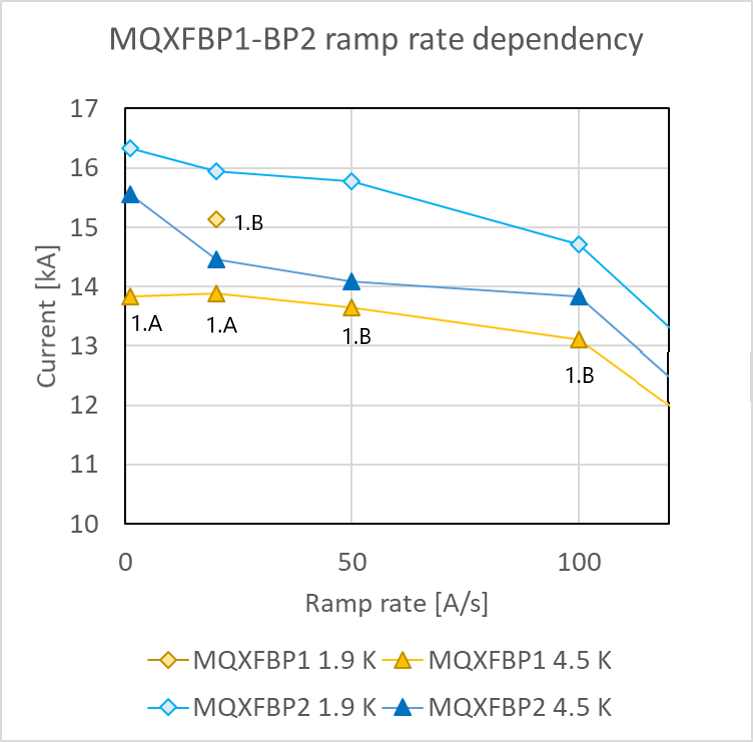 MQXFBP1-BP2 ramp rate dependency
17
16
15
14
13
12
11
10
Current [kA]
1.B
1.A
1.A
1.B
1.B
0
50
100
Ramp rate [A/s]
MQXFBP1 1.9 K
MQXFBP1 4.5 K
MQXFBP2 1.9 K
MQXFBP2 4.5 K